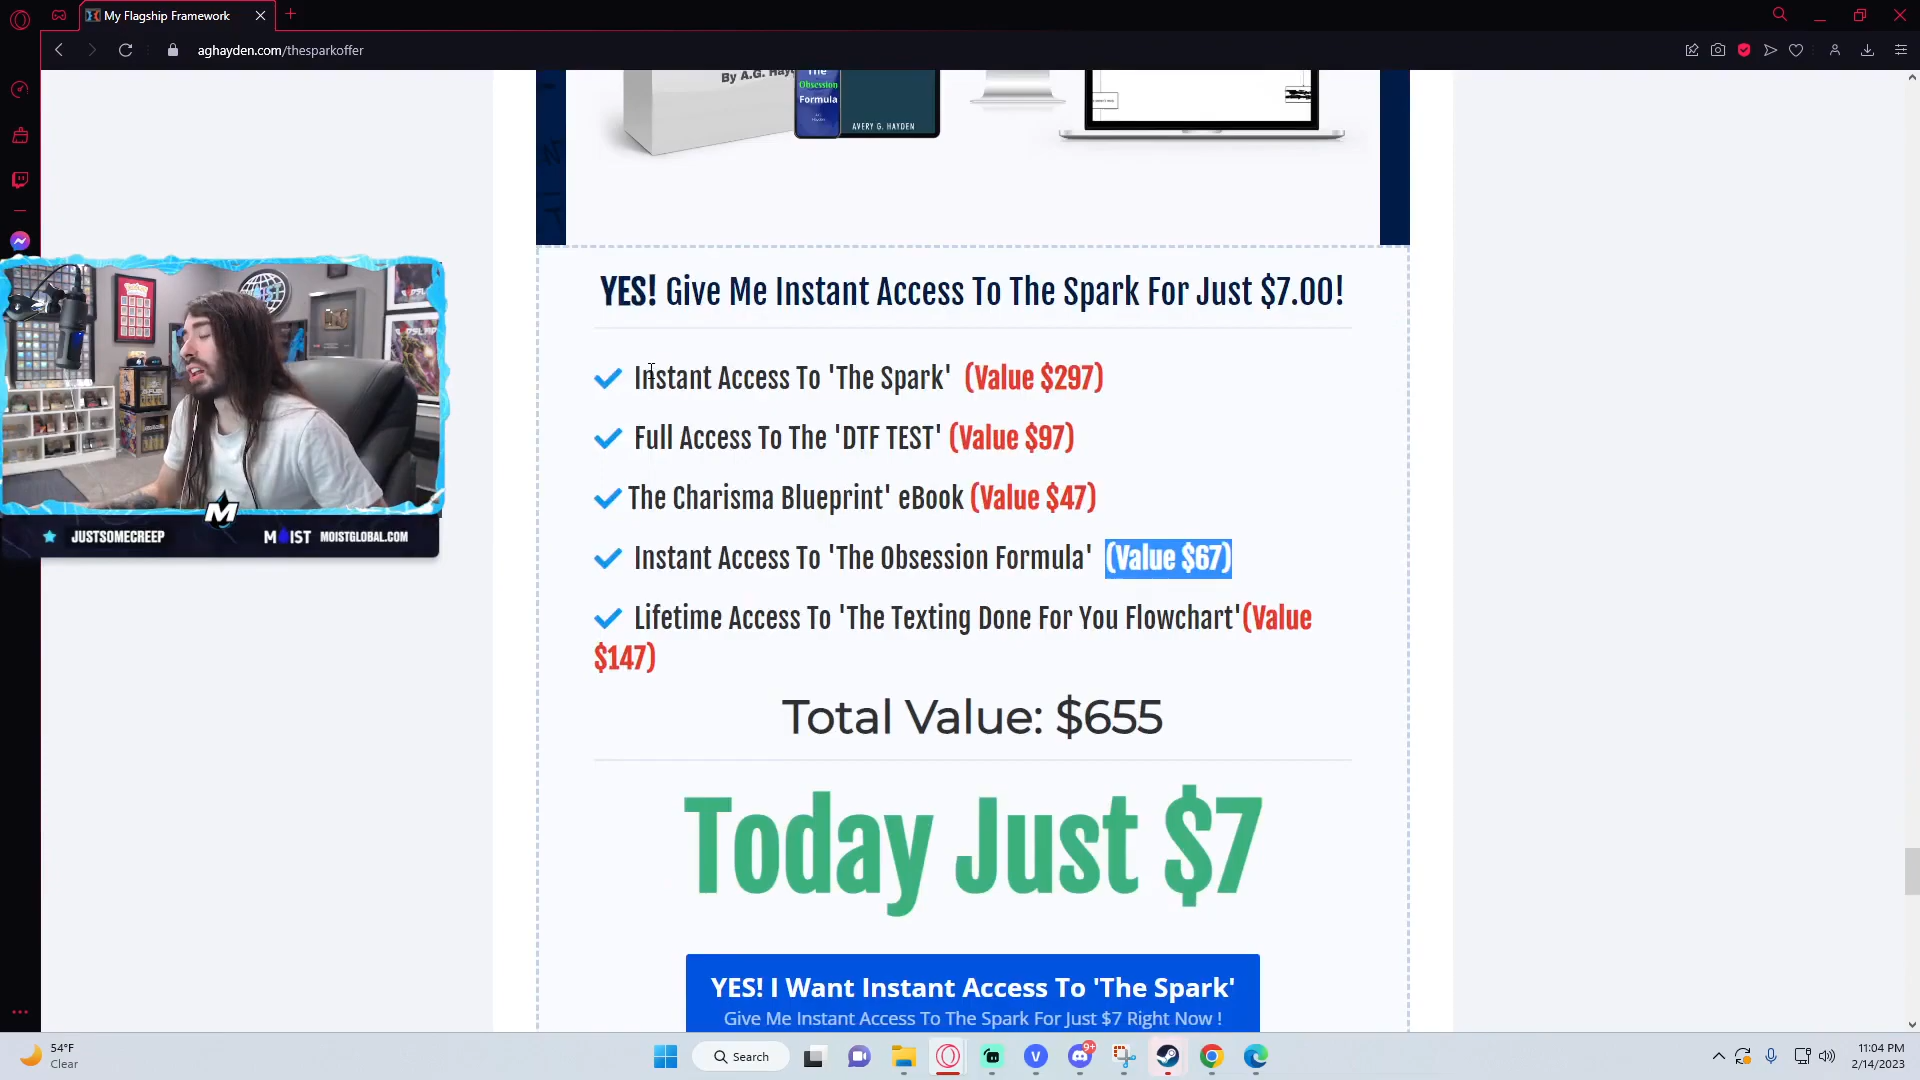 My Flagship Framework
aghayden.com/thesparkoffer
By A.G.
The
Obsession
Formula
AVERY G. HAYDEN
YES! Give Me Instant Access To The Spark For Just $7.00!
Instant Access To 'The Spark' (Value $297)
Full Access To The 'DTF TEST' (Value $97)
The Charisma Blueprint' eBook (Value $47)
Instant Access To 'The Obsession Formula' (Value $67)
Lifetime Access To 'The Texting Done For You Flowchart'(Value
$147)
Total Value: $655
Today Just $7
YES! I Want Instant Access To 'The Spark'
Give Me Instant Access To The Spark For Just $7 Right Now !
M
JUSTSOMECREEP
MOIST
MOISTGLOBAL.COM
54°F
Clear
Search
9+
11:04 PM
2/14/2023